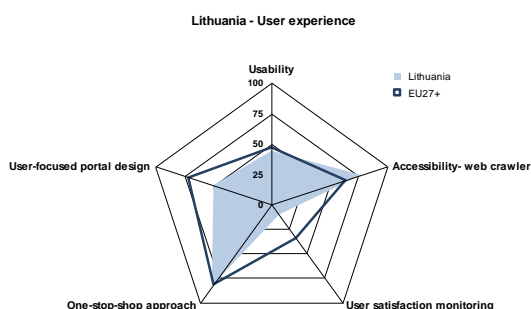 Lithuania - User experience
Usability
100
75
50
25
0
Lithuania
EU27+
User-focused portal design
Accessibility- web crawler
One-stop-shop approach
User satisfaction monitoring